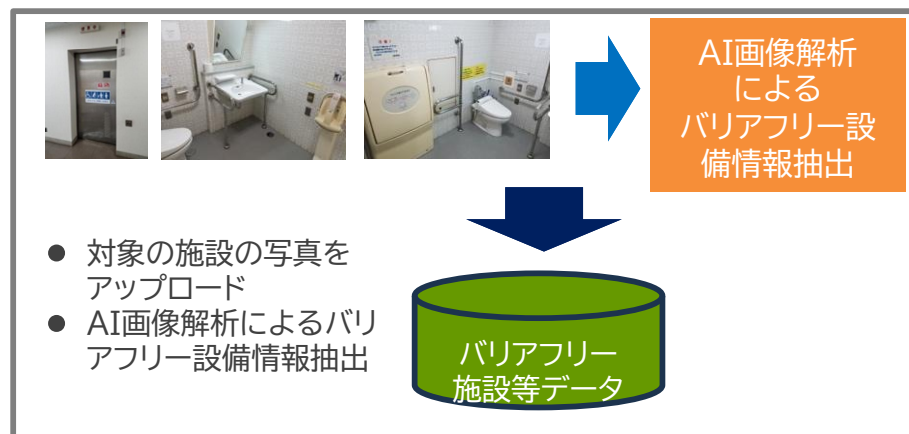 AI画像解析
による
バリアフリー設
備情報抽出
● 対象の施設の写真を
アップロード
● AI画像解析によるバリ
アフリー設備情報抽出
バリアフリー
施設等データ